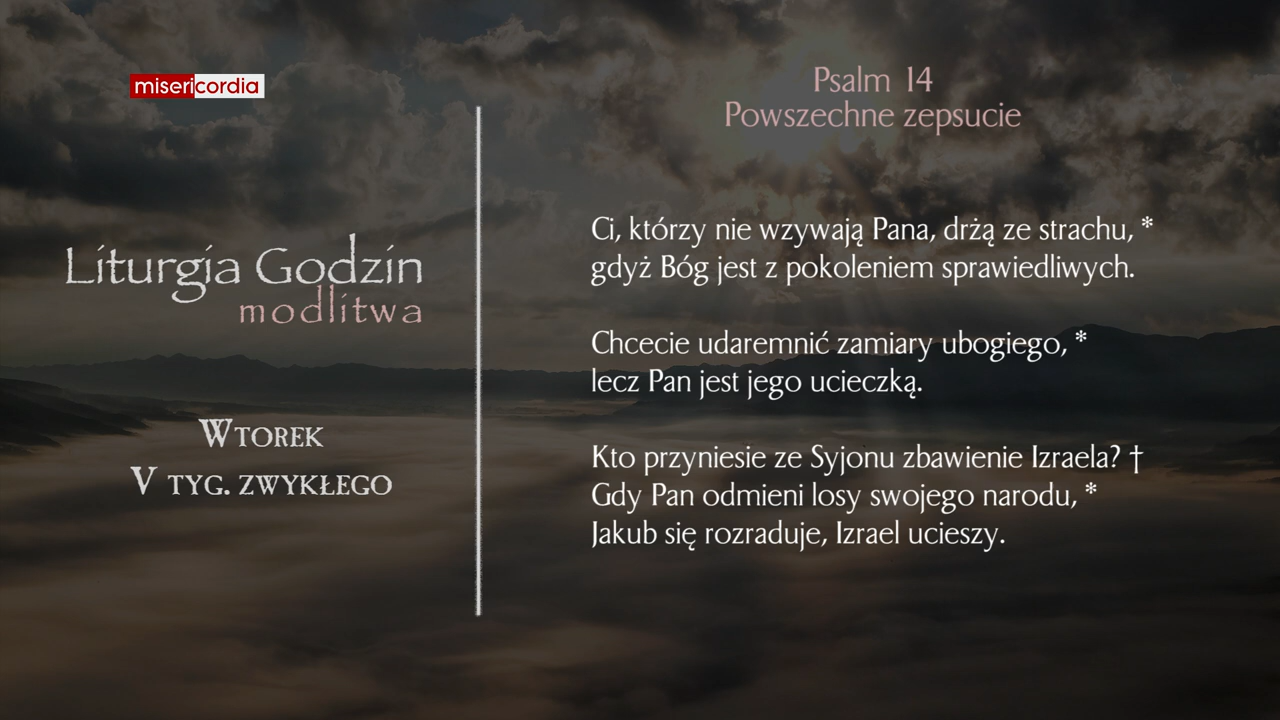 misericordia
Liturgia Godzin
modlitwa
Wtorek
V tyg. zwykłego
Psalm 14
Powszechne zepsucie
Ci, którzy nie wzywają Pana, drżą ze strachu, *
gdyż Bóg jest z pokoleniem sprawiedliwych.
Chcecie udaremnić zamiary ubogiego, *
lecz Pan jest jego ucieczką.
Kto przyniesie ze Syjonu zbawienie Izraela? †
Gdy Pan odmieni losy swojego narodu, *
Jakub się rozraduje, Izrael ucieszy.